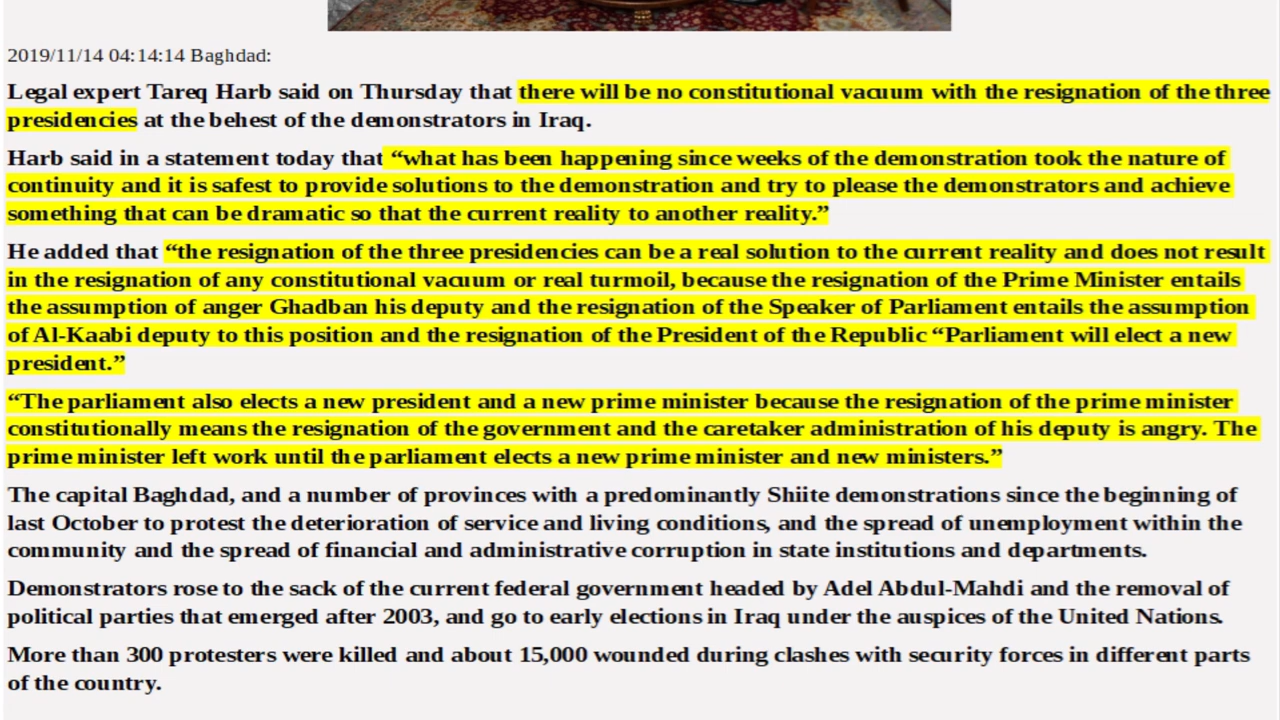 2019/11/14 04:14:14 Baghdad:
Legal expert Tareq Harb said on Thursday that there will be no constitutional vacuum with the resignation of the three
presidencies at the behest of the demonstrators in Iraq.
Harb said in a statement today that “what has been happening since weeks of the demonstration took the nature of
continuity and it is safest to provide solutions to the demonstration and try to please the demonstrators and achieve
something that can be dramatic so that the current reality to another reality.”
He added that “the resignation of the three presidencies can be a real solution to the current reality and does not result
in the resignation of any constitutional vacuum or real turmoil, because the resignation of the Prime Minister entails
the assumption of anger Ghadban his deputy and the resignation of the Speaker of Parliament entails the assumption
of Al-Kaabi deputy to this position and the resignation of the President of the Republic “Parliament will elect a new
president.”
“The parliament also elects a new president and a new prime minister because the resignation of the prime minister
constitutionally means the resignation of the government and the caretaker administration of his deputy is angry. The
prime minister left work until the parliament elects a new prime minister and new ministers.”
The capital Baghdad, and a number of provinces with a predominantly Shiite demonstrations since the beginning of
last October to protest the deterioration of service and living conditions, and the spread of unemployment within the
community and the spread of financial and administrative corruption in state institutions and departments.
Demonstrators rose to the sack of the current federal government headed by Adel Abdul-Mahdi and the removal of
political parties that emerged after 2003, and go to early elections in Iraq under the auspices of the United Nations.
More than 300 protesters were killed and about 15,000 wounded during clashes with security forces in different parts
of the country.